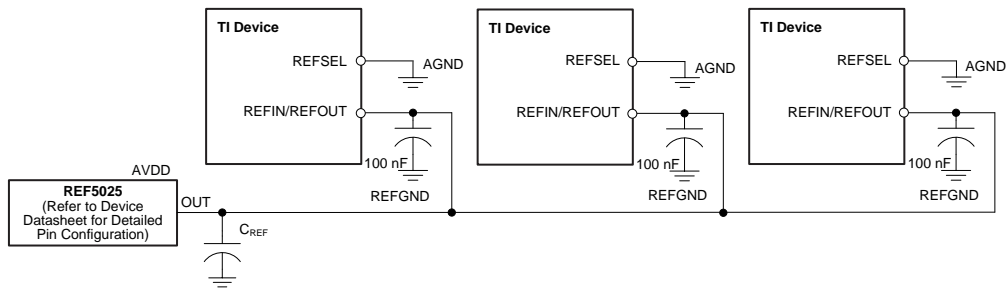 TI Device
REFSEL
AGND
REFIN/REFOUT
100 nF
REFGND
TI Device
REFSEL
AGND
REFIN/REFOUT
100 nF
REFGND
TI Device
REFSEL
AGND
REFIN/REFOUT
100 nF
REFGND
AVDD
REF5025
(Refer to Device
Datasheet for Detailed
Pin Configuration)
OUT
CREF